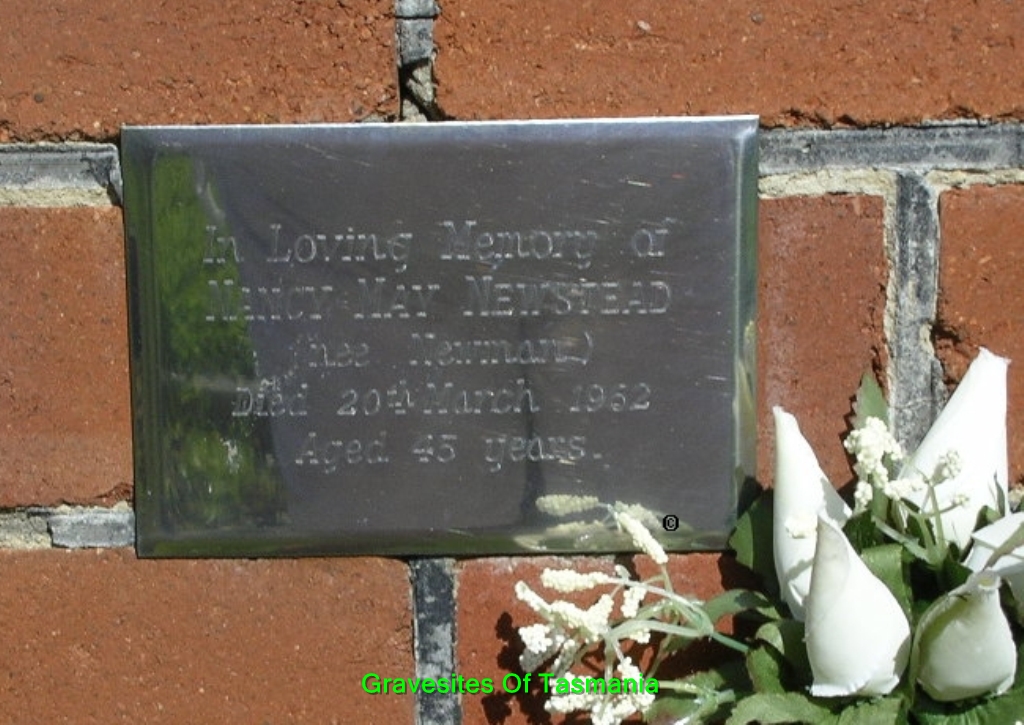 In Loving Memory of
NANCY MAY NEWSTEAD
(nee Newman)
Died 20th March 1962
Aged 45 years.
©
Gravesites Of Tasmania